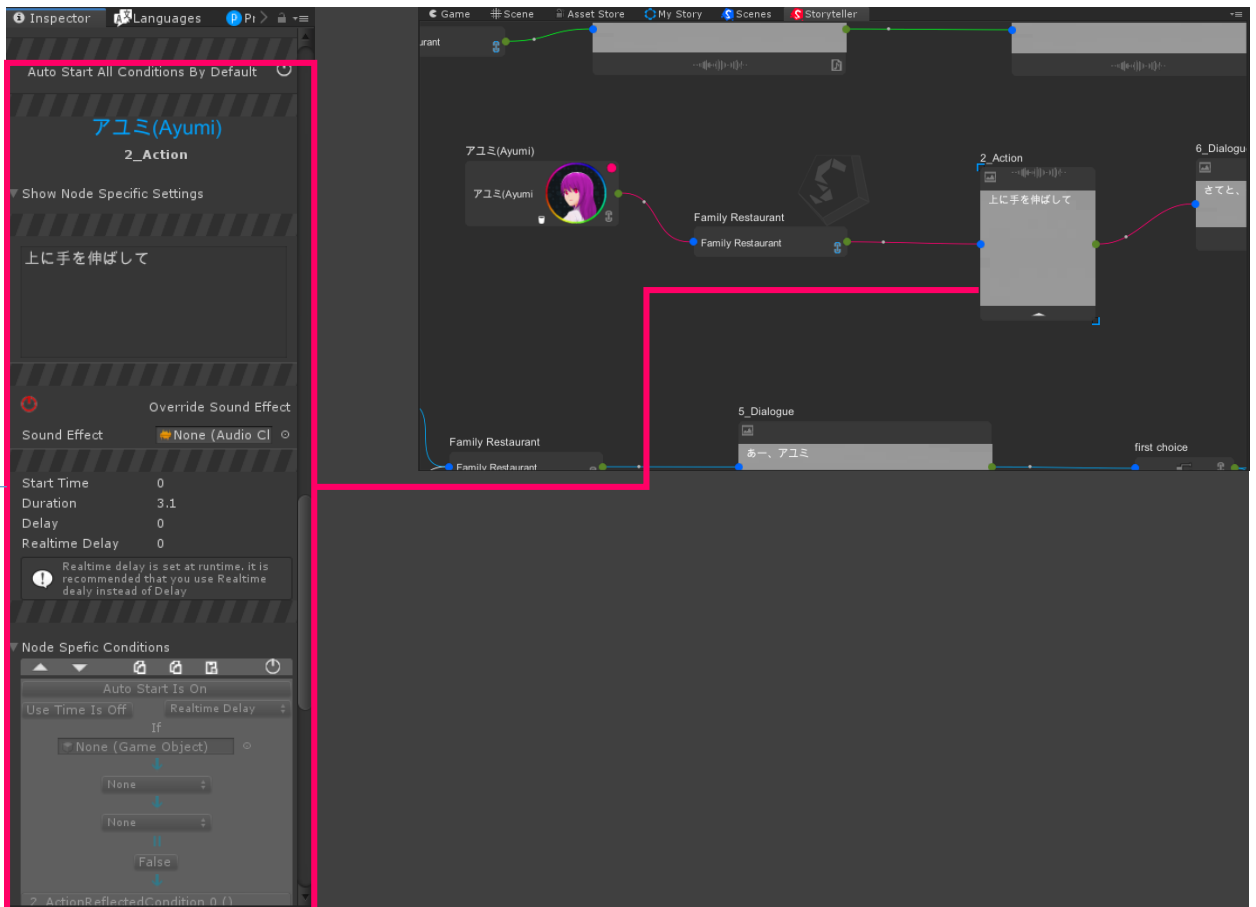 Inspector
Languages
Pr
Auto Start All Conditions By Default
アユミ(Ayumi)
2_Action
Show Node Specific Settings
上に手を伸ばして
Override Sound Effect
Sound Effect
None (Audio Cl
Start Time 0
Duration 3.1
Delay 0
Realtime Delay 0
Realtime delay is set at runtime. it is
recommended that you use Realtime
dealy instead of Delay
Node Spefic Conditions
Auto Start Is On
Use Time Is Off
Realtime Delay
If
None (Game Object)
None
None
If
False
2_ActionReflectedCondition 0 ()
Game
Scene
Asset Store
My Story
Scenes
Storyteller
urant
アユミ(Ayumi)
アユミ(Ayumi
Family Restaurant
Family Restaurant
2_Action
上に手を伸ばして
6_Dialogu
さてと、
Family Restaurant
Family Restaurant
5_Dialogue
あー、アユミ
first choice